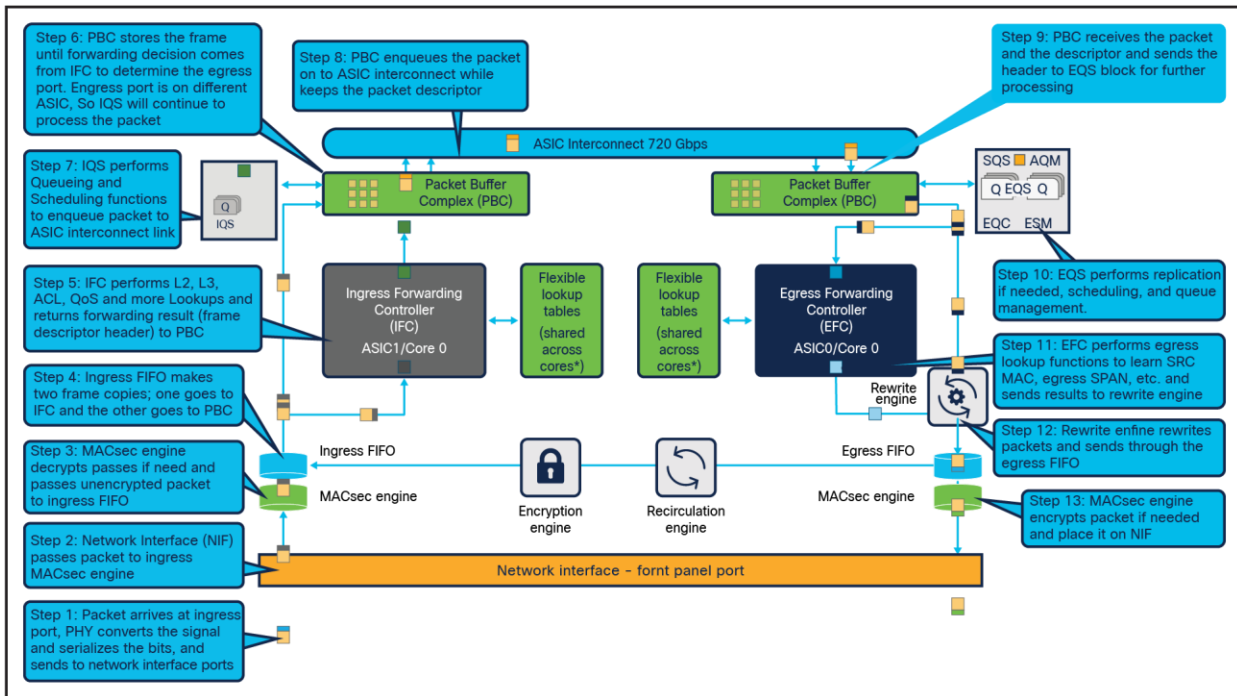 Step 6: PBC stores the frame
until forwarding decision comes
from IFC to determine the egress
port. Engress port is on different
ASIC, So IQS will continue to
process the packet
Step 8: PBC enqueues the packet
on to ASIC interconnect while
keeps the packet descriptor
Step 9: PBC receives the packet
and the descriptor and sends the
header to EQS block for further
processing
ASIC Interconnect 720 Gbps
Step 7: IQS performs
Queueing and
Scheduling functions
to enqueue packet to
ASIC interconnect link
Q
IQS
Packet Buffer
Complex (PBC)
Packet Buffer
Complex (PBC)
SQS AQM
Q EQS Q
EQC ESM
Step 5: IFC performs L2, L3,
ACL, QoS and more Lookups and
returns forwarding result (frame
descriptor header) to PBC
Ingress Forwarding
Controller
(IFC)
ASIC1/Core 0
Flexible
lookup
tables
(shared
across
cores*)
Flexible
lookup
tables
(shared
across
cores*)
Egress Forwarding
Controller
(EFC)
ASIC0/Core 0
Step 10: EQS performs replication
if needed, scheduling, and queue
management.
Step 11: EFC performs egress
lookup functions to learn SRC
MAC, egress SPAN, etc. and
sends results to rewrite engine
Rewrite
engine
Step 4: Ingress FIFO makes
two frame copies; one goes to
IFC and the other goes to PBC
Step 12: Rewrite enfine rewrites
packets and sends through the
egress FIFO
Step 3: MACsec engine
decrypts passes if need and
passes unencrypted packet
to ingress FIFO
Ingress FIFO
MACsec engine
Encryption
engine
Recirculation
engine
Egress FIFO
MACsec engine
Step 13: MACsec engine
encrypts packet if needed
and place it on NIF
Step 2: Network Interface (NIF)
passes packet to ingress
MACsec engine
Network interface - fornt panel port
Step 1: Packet arrives at ingress
port, PHY converts the signal
and serializes the bits, and
sends to network interface ports